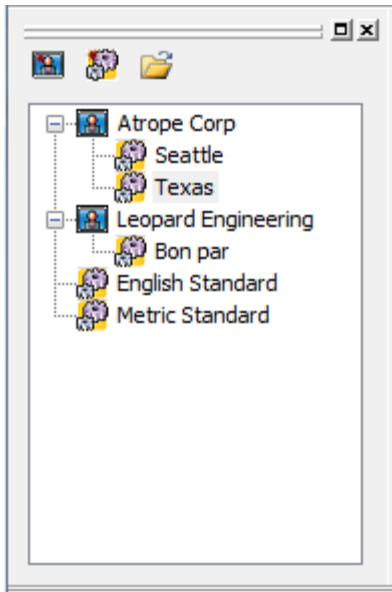 Atrope Corp
Seattle
Texas
Leopard Engineering
Bon par
English Standard
Metric Standard